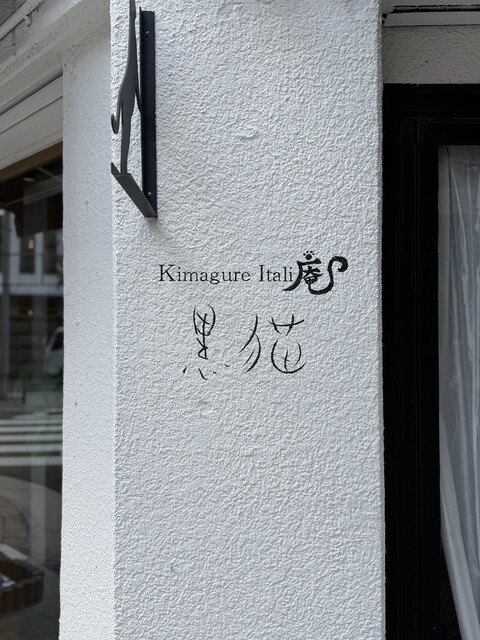 Kimagure Itali庵
黒猫